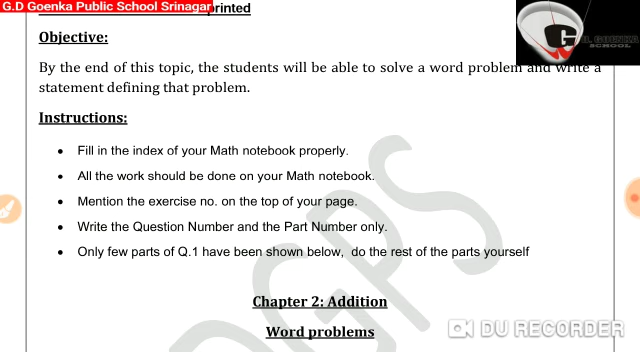 G.D Goenka Public School Srinagar
printed
G.D. GOENKA
SCHOOL
Objective:
By the end of this topic, the students will be able to solve a word problem and write a
statement defining that problem.
Instructions:
• Fill in the index of your Math notebook properly.
• All the work should be done on your Math notebook.
• Mention the exercise no. on the top of your page.
• Write the Question Number and the Part Number only.
• Only few parts of Q.1 have been shown below, do the rest of the parts yourself
DGPS
Chapter 2: Addition
Word problems
DU RECORDER